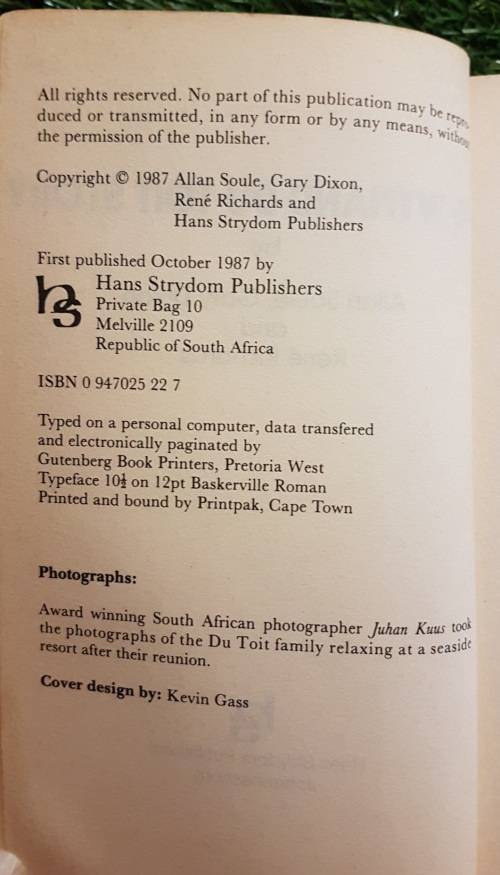 All rights reserved. No part of this publication may be repro-
duced or transmitted, in any form or by any means, without
the permission of the publisher.
Copyright © 1987 Allan Soule, Gary Dixon,
René Richards and
Hans Strydom Publishers
First published October 1987 by
hs Hans Strydom Publishers
Private Bag 10
Melville 2109
Republic of South Africa
ISBN 0 947025 22 7
Typed on a personal computer, data transfered
and electronically paginated by
Gutenberg Book Printers, Pretoria West
Typeface 10½ on 12pt Baskerville Roman
Printed and bound by Printpak, Cape Town
Photographs:
Award winning South African photographer Juhan Kuus took
the photographs of the Du Toit family relaxing at a seaside
resort after their reunion.
Cover design by: Kevin Gass